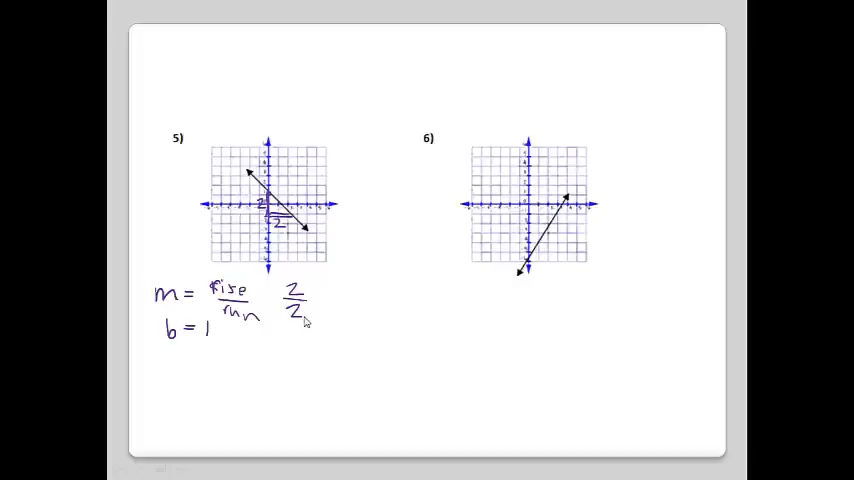 5)
6)
2
2
m = rise/run 2/2
b = 1